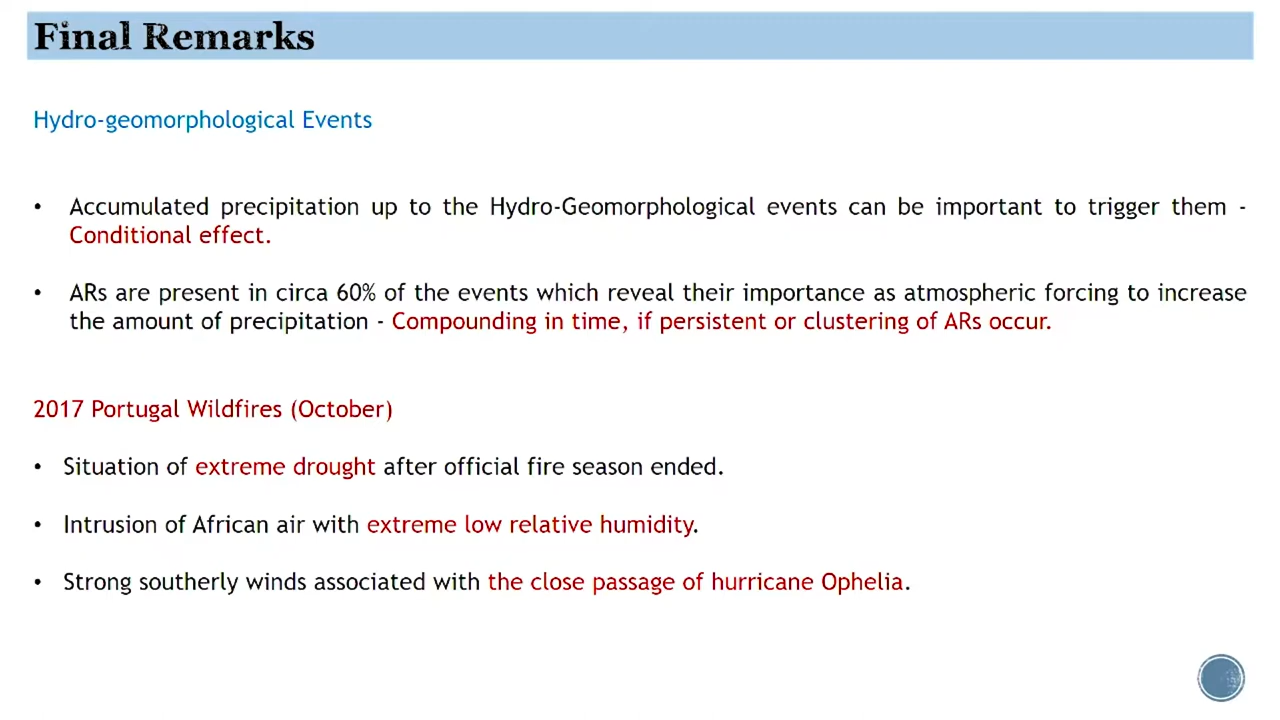 Final Remarks
Hydro-geomorphological Events
• Accumulated precipitation up to the Hydro-Geomorphological events can be important to trigger them -
Conditional effect.
• ARs are present in circa 60% of the events which reveal their importance as atmospheric forcing to increase
the amount of precipitation - Compounding in time, if persistent or clustering of ARs occur.
2017 Portugal Wildfires (October)
• Situation of extreme drought after official fire season ended.
• Intrusion of African air with extreme low relative humidity.
• Strong southerly winds associated with the close passage of hurricane Ophelia.